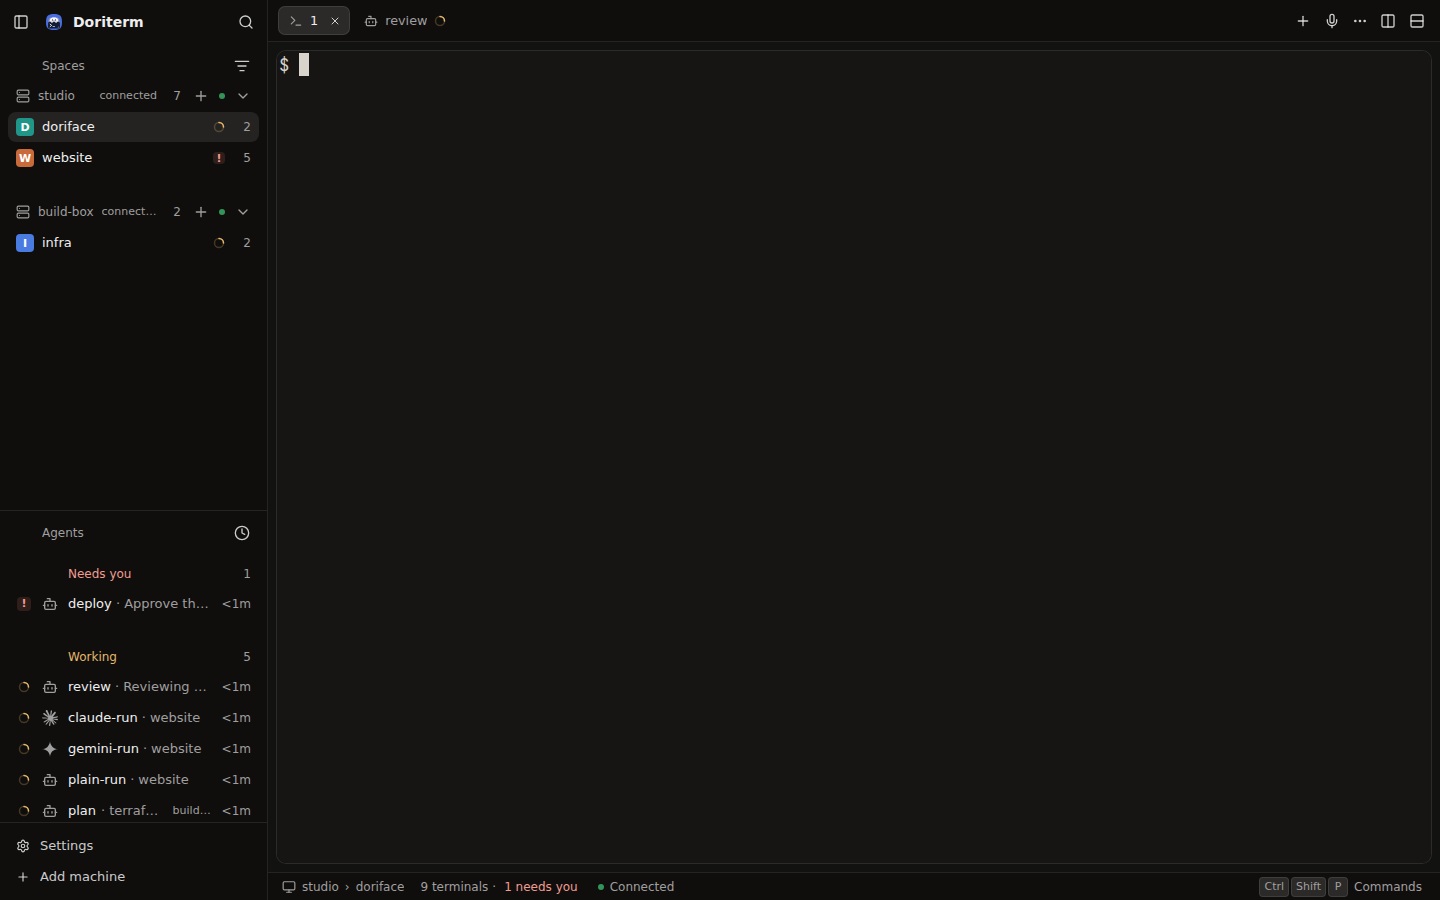 Doriterm
Spaces
studio connected 7
D doriface 2
W website ! 5
build-box connect... 2
I infra 2
Agents
Needs you 1
! deploy · Approve th... <1m
Working 5
review · Reviewing ... <1m
claude-run · website <1m
gemini-run · website <1m
plain-run · website <1m
plan · terraf... build... <1m
Settings
Add machine
1 review
$
studio › doriface 9 terminals · 1 needs you Connected Ctrl Shift P Commands